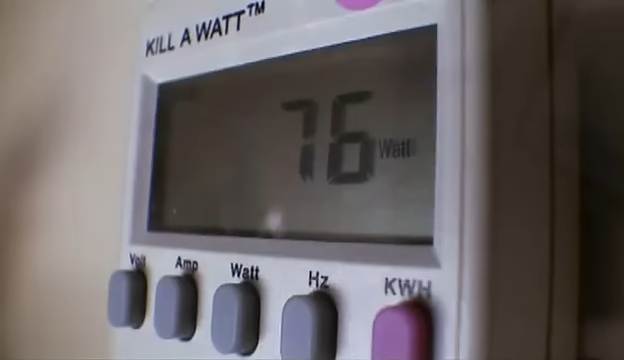 KILL A WATT™
76 Watt
Volt Amp Watt Hz KWH